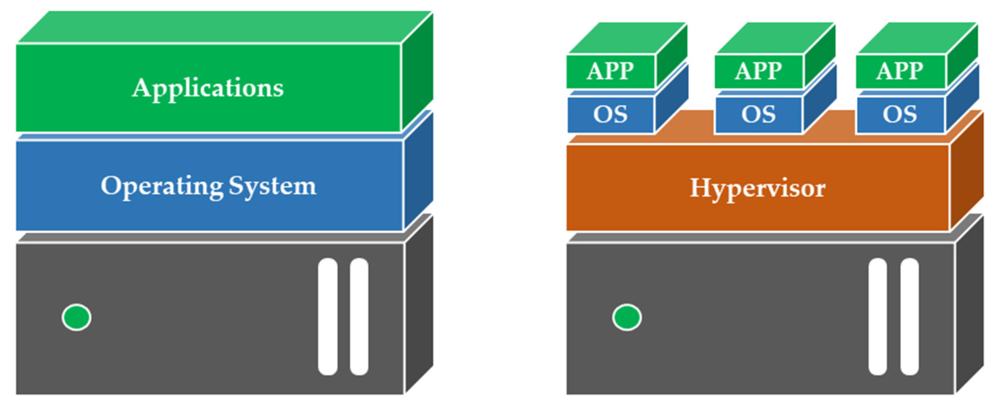 Applications
Operating System
APP APP APP
OS OS OS
Hypervisor